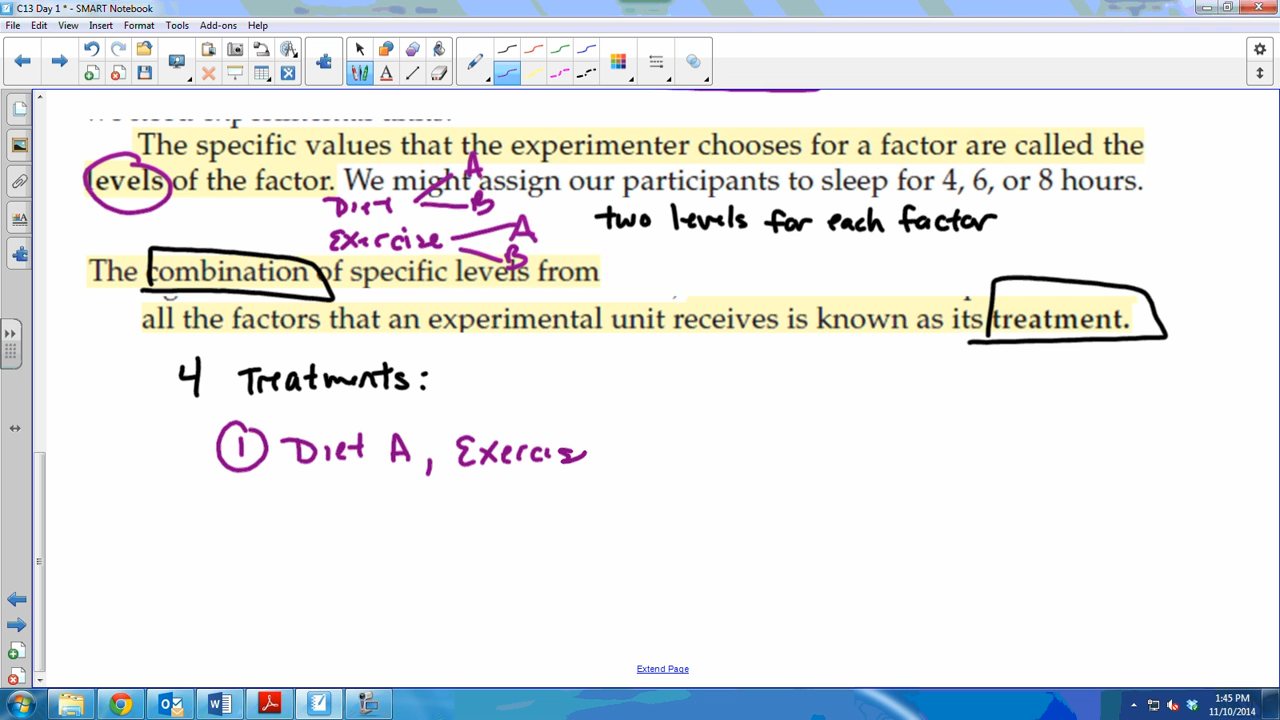 C13 Day 1 * - SMART Notebook
File Edit View Insert Format Tools Add-ons Help
The specific values that the experimenter chooses for a factor are called the
levels of the factor. We might assign our participants to sleep for 4, 6, or 8 hours.
A
Diet B
two levels for each factor
Exercise A
B
The combination of specific levels from
all the factors that an experimental unit receives is known as its treatment.
4 Treatments:
1 Diet A, Exercise
Extend Page
1:45 PM
11/10/2014